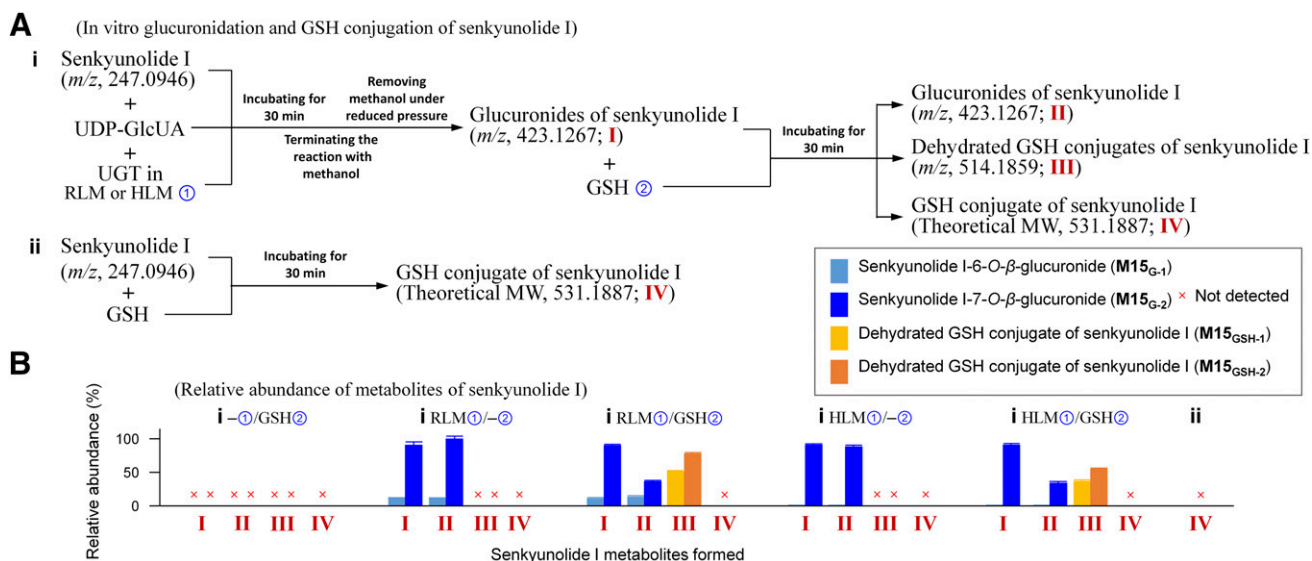 A
(In vitro glucuronidation and GSH conjugation of senkyunolide I)
i
Senkyunolide I
(m/z, 247.0946)
+
UDP-GlcUA
+
UGT in
RLM or HLM ①
Incubating for
30 min
Removing
methanol under
reduced pressure
Terminating the
reaction with
methanol
Glucuronides of senkyunolide I
(m/z, 423.1267; I)
+
GSH ②
Incubating for
30 min
Glucuronides of senkyunolide I
(m/z, 423.1267; II)
Dehydrated GSH conjugates of senkyunolide I
(m/z, 514.1859; III)
GSH conjugate of senkyunolide I
(Theoretical MW, 531.1887; IV)
ii
Senkyunolide I
(m/z, 247.0946)
+
GSH
Incubating for
30 min
GSH conjugate of senkyunolide I
(Theoretical MW, 531.1887; IV)
Senkyunolide I-6-O-β-glucuronide (M15G-1)
Senkyunolide I-7-O-β-glucuronide (M15G-2) × Not detected
Dehydrated GSH conjugate of senkyunolide I (M15GSH-1)
Dehydrated GSH conjugate of senkyunolide I (M15GSH-2)
B
(Relative abundance of metabolites of senkyunolide I)
i –①/GSH② i RLM①/–② i RLM①/GSH② i HLM①/–② i HLM①/GSH② ii
Relative abundance (%)
100
50
0
× × × × × × × × × × × × × × × × ×
I II III IV I II III IV I II III IV I II III IV I II III IV IV
Senkyunolide I metabolites formed